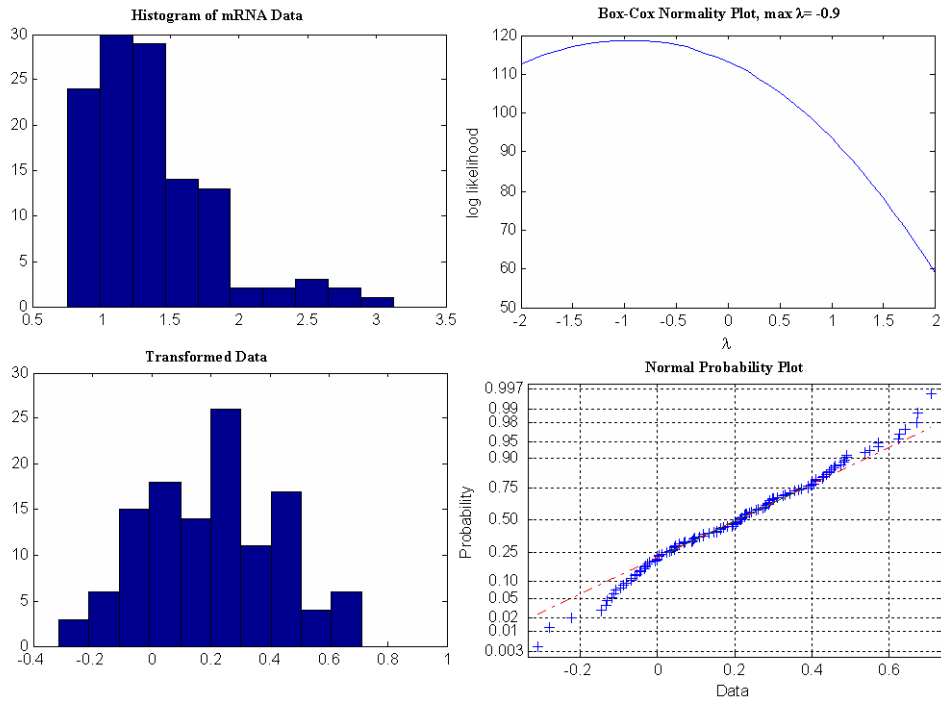 Histogram of mRNA Data
30
25
20
15
10
5
0
0.5 1 1.5 2 2.5 3 3.5
Box-Cox Normality Plot, max λ= -0.9
120
110
100
90
80
70
60
50
log likelihood
-2 -1.5 -1 -0.5 0 0.5 1 1.5 2
λ
Transformed Data
30
25
20
15
10
5
0
-0.4 -0.2 0 0.2 0.4 0.6 0.8 1
Normal Probability Plot
0.997
0.99
0.98
0.95
0.90
0.75
0.50
0.25
0.10
0.05
0.02
0.01
0.003
Probability
-0.2 0 0.2 0.4 0.6
Data